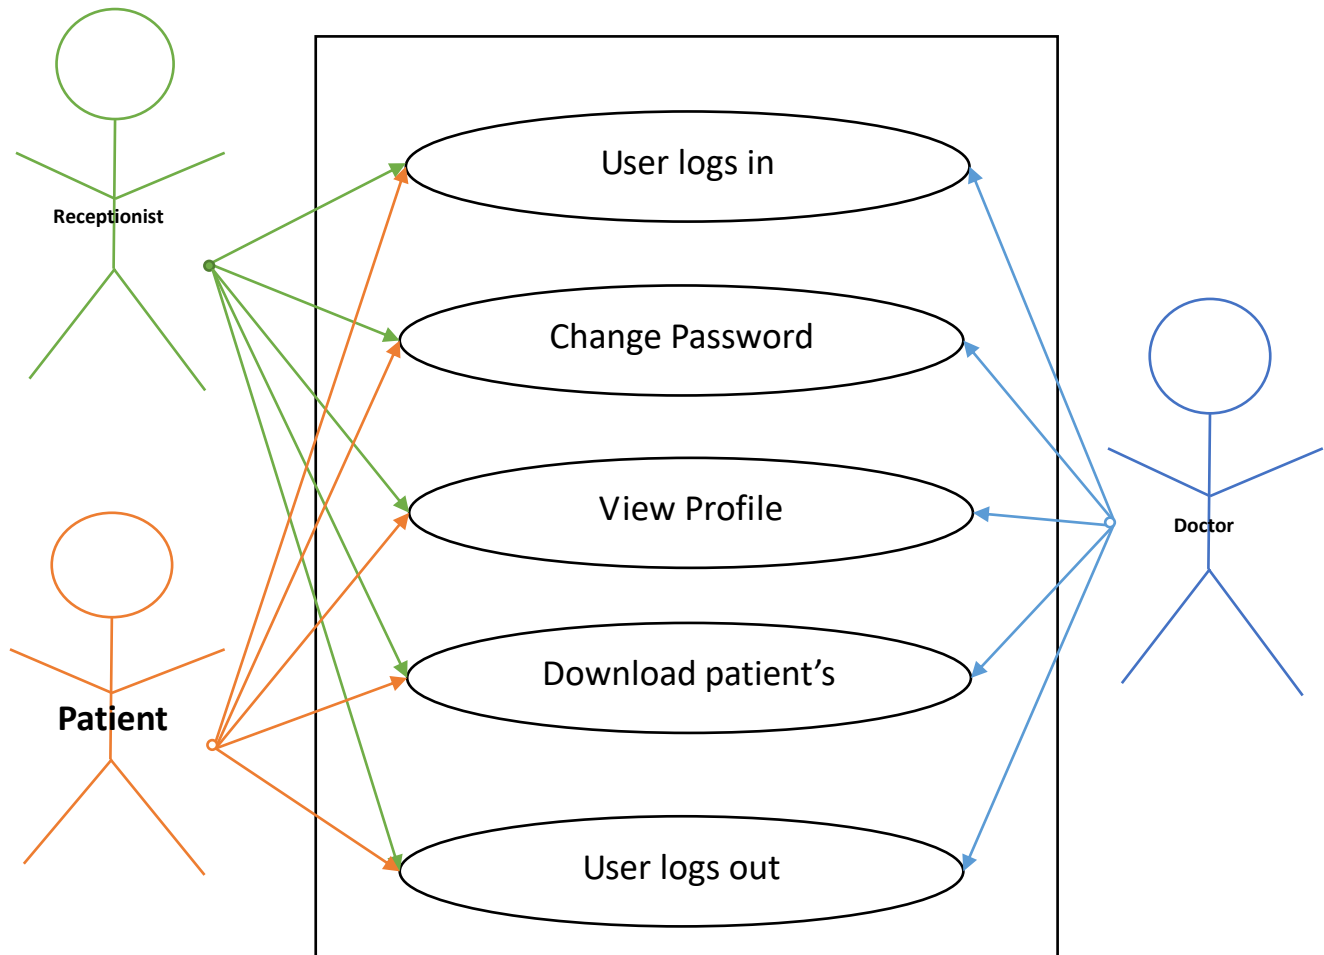 User logs in
Receptionist
Change Password
View Profile
Doctor
Download patient’s
Patient
User logs out